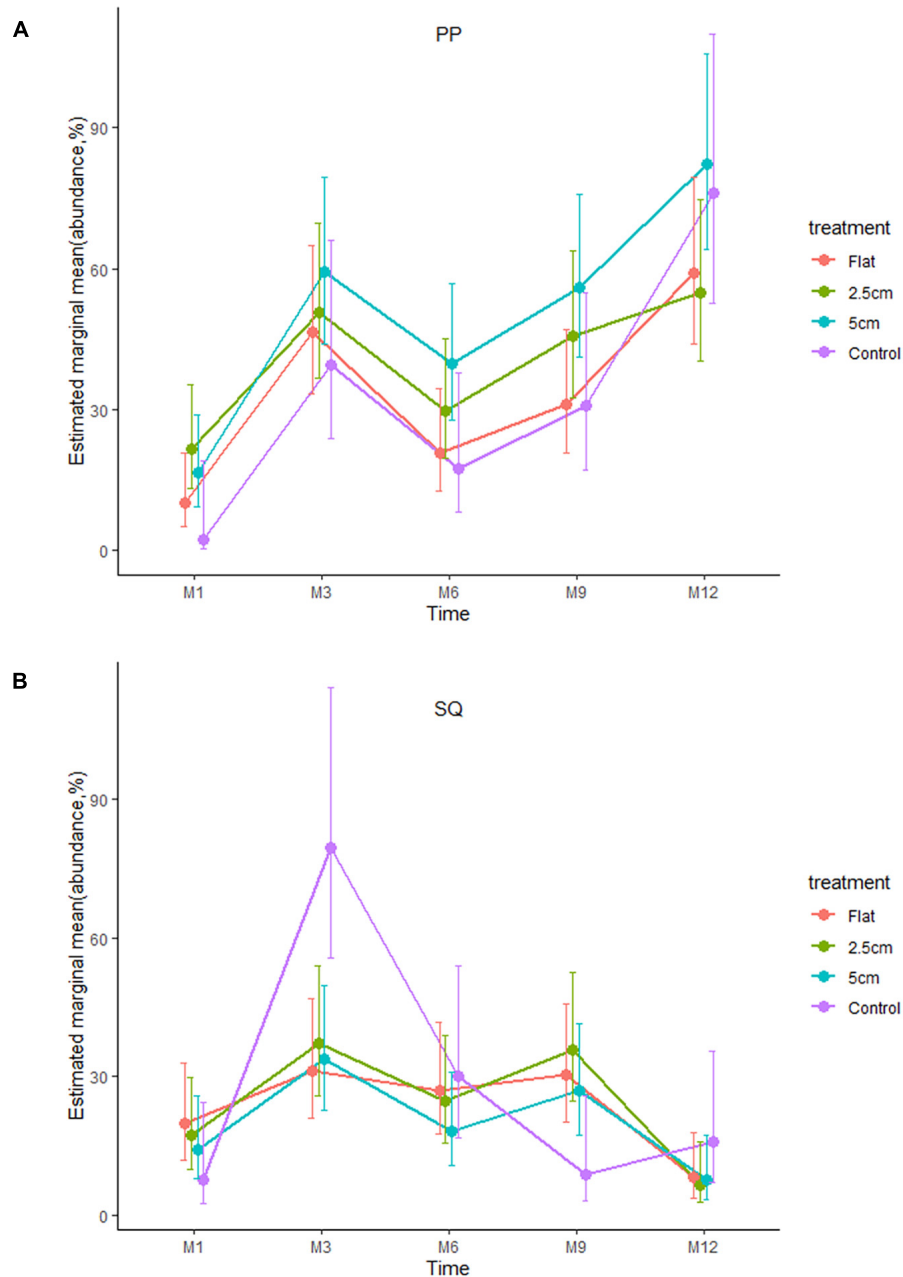 A
PP
Estimated marginal mean(abundance,%)
90
60
30
0
M1 M3 M6 M9 M12
Time
treatment
Flat
2.5cm
5cm
Control
B
SQ
Estimated marginal mean(abundance,%)
90
60
30
0
M1 M3 M6 M9 M12
Time
treatment
Flat
2.5cm
5cm
Control